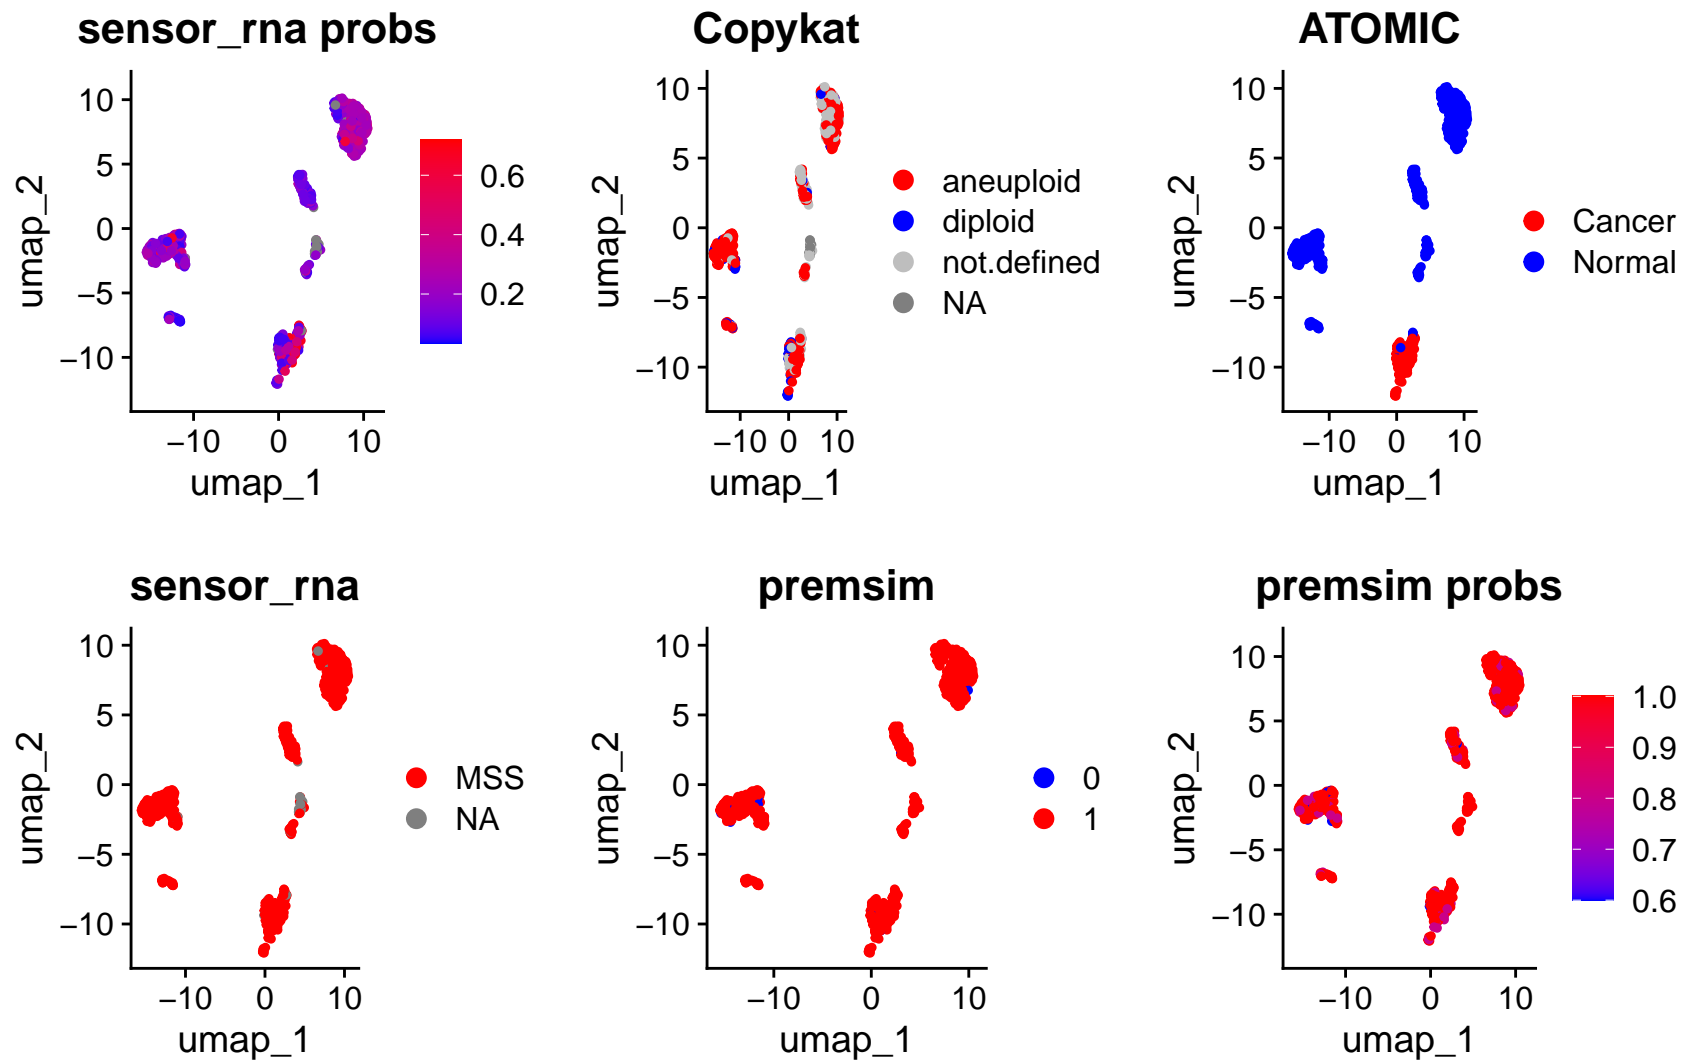 sensor_rna probs
10
5
0
−5
−10
umap_2
−10 0 10
umap_1
0.6
0.4
0.2
Copykat
10
5
0
−5
−10
umap_2
−10 0 10
umap_1
aneuploid
diploid
not.defined
NA
ATOMIC
10
5
0
−5
−10
umap_2
−10 0 10
umap_1
Cancer
Normal
sensor_rna
10
5
0
−5
−10
umap_2
−10 0 10
umap_1
MSS
NA
premsim
10
5
0
−5
−10
umap_2
−10 0 10
umap_1
0
1
premsim probs
10
5
0
−5
−10
umap_2
−10 0 10
umap_1
1.0
0.9
0.8
0.7
0.6